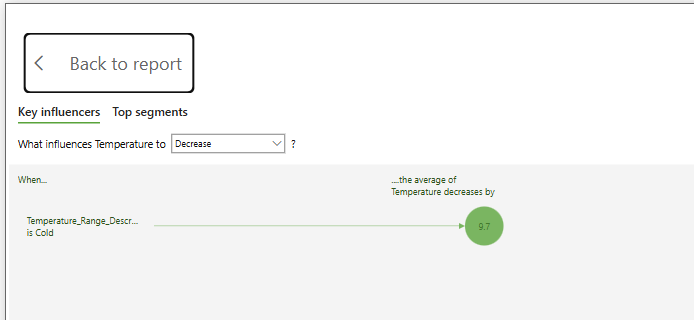 Back to report
Key influencers Top segments
What influences Temperature to Decrease ?
When...
....the average of
Temperature decreases by
Temperature_Range_Descr...
is Cold
9.7